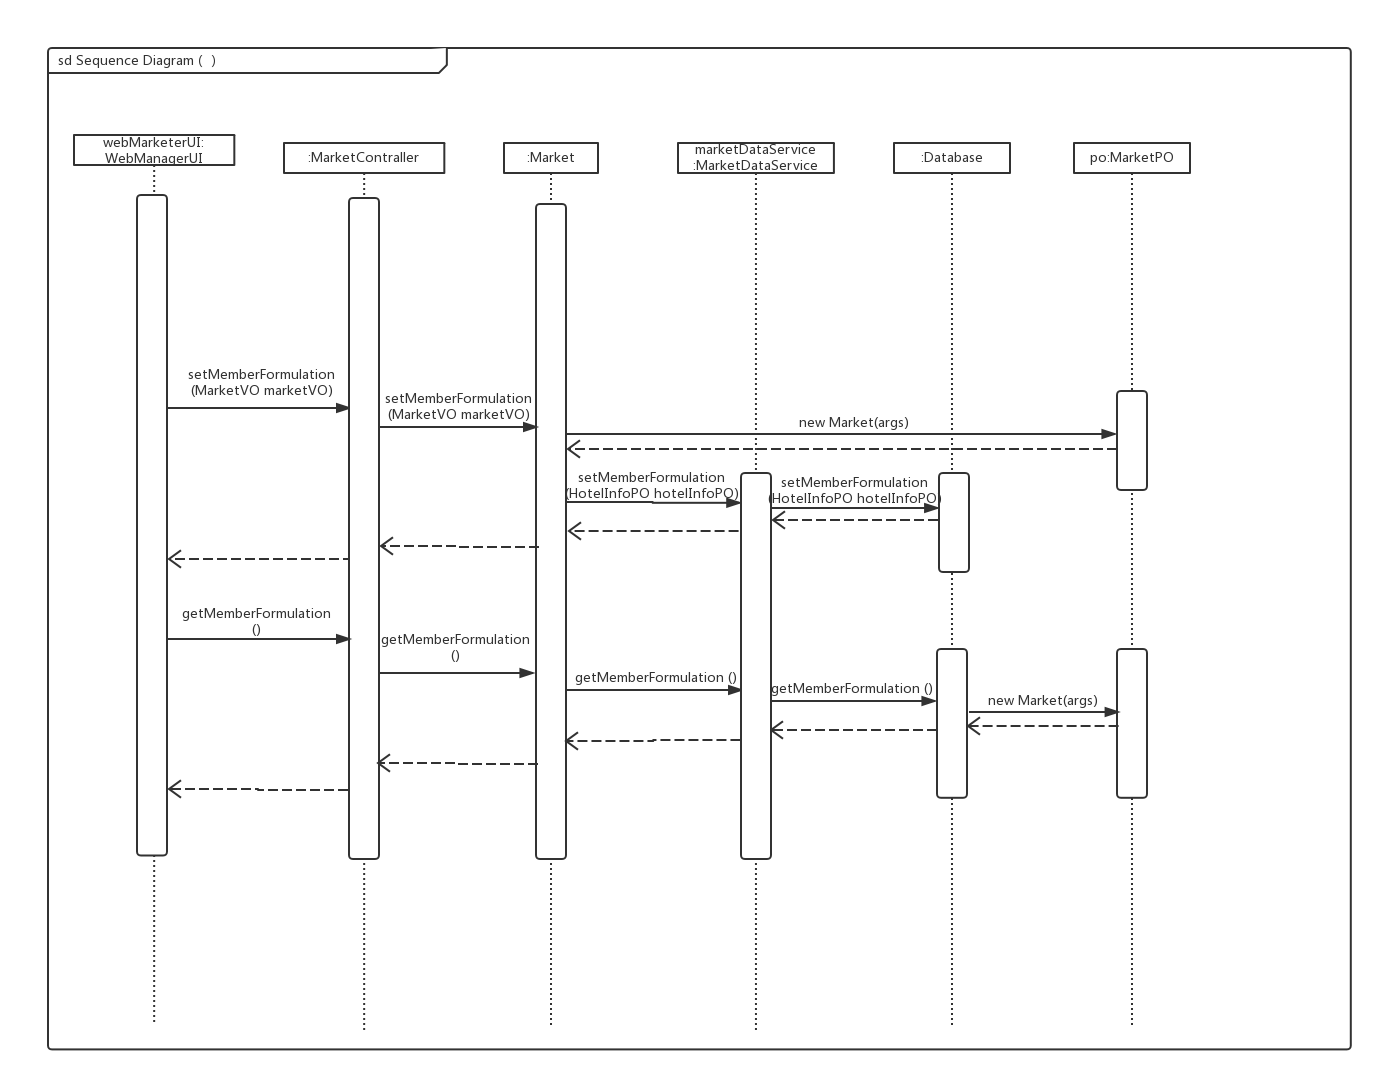 sd Sequence Diagram (  )
webMarketerUI:
WebManagerUI
:MarketContraller
:Market
marketDataService
:MarketDataService
:Database
po:MarketPO
setMemberFormulation
(MarketVO marketVO)
setMemberFormulation
(MarketVO marketVO)
new Market(args)
setMemberFormulation
(HotelInfoPO hotelInfoPO)
setMemberFormulation
(HotelInfoPO hotelInfoPO)
getMemberFormulation
()
getMemberFormulation
()
getMemberFormulation ()
getMemberFormulation ()
new Market(args)